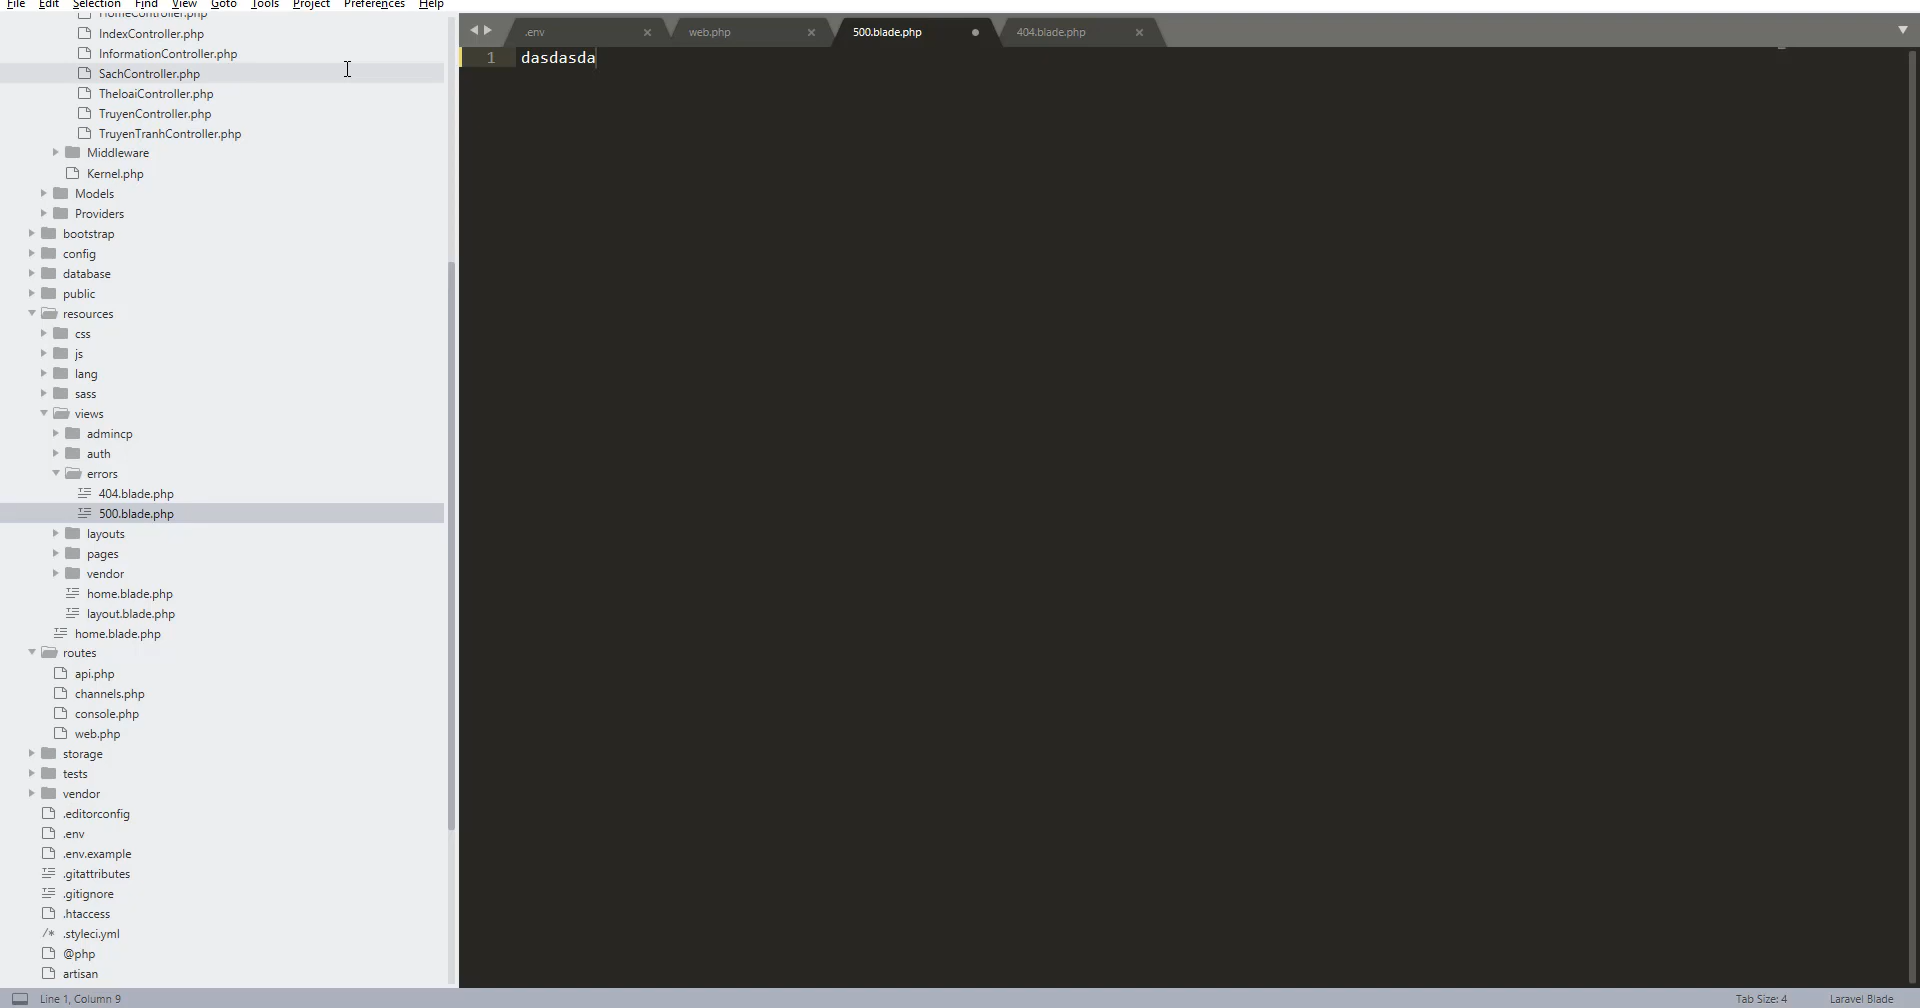 File Edit Selection Find View Goto Tools Project Preferences Help
HomeController.php
IndexController.php
InformationController.php
SachController.php
TheloaiController.php
TruyenController.php
TruyenTranhController.php
Middleware
Kernel.php
Models
Providers
bootstrap
config
database
public
resources
css
js
lang
sass
views
admincp
auth
errors
404.blade.php
500.blade.php
layouts
pages
vendor
home.blade.php
layout.blade.php
home.blade.php
routes
api.php
channels.php
console.php
web.php
storage
tests
vendor
.editorconfig
.env
.env.example
.gitattributes
.gitignore
.htaccess
/* .styleci.yml
@php
artisan
.env web.php 500.blade.php 404.blade.php
1 dasdasda
Line 1, Column 9 Tab Size: 4 Laravel Blade